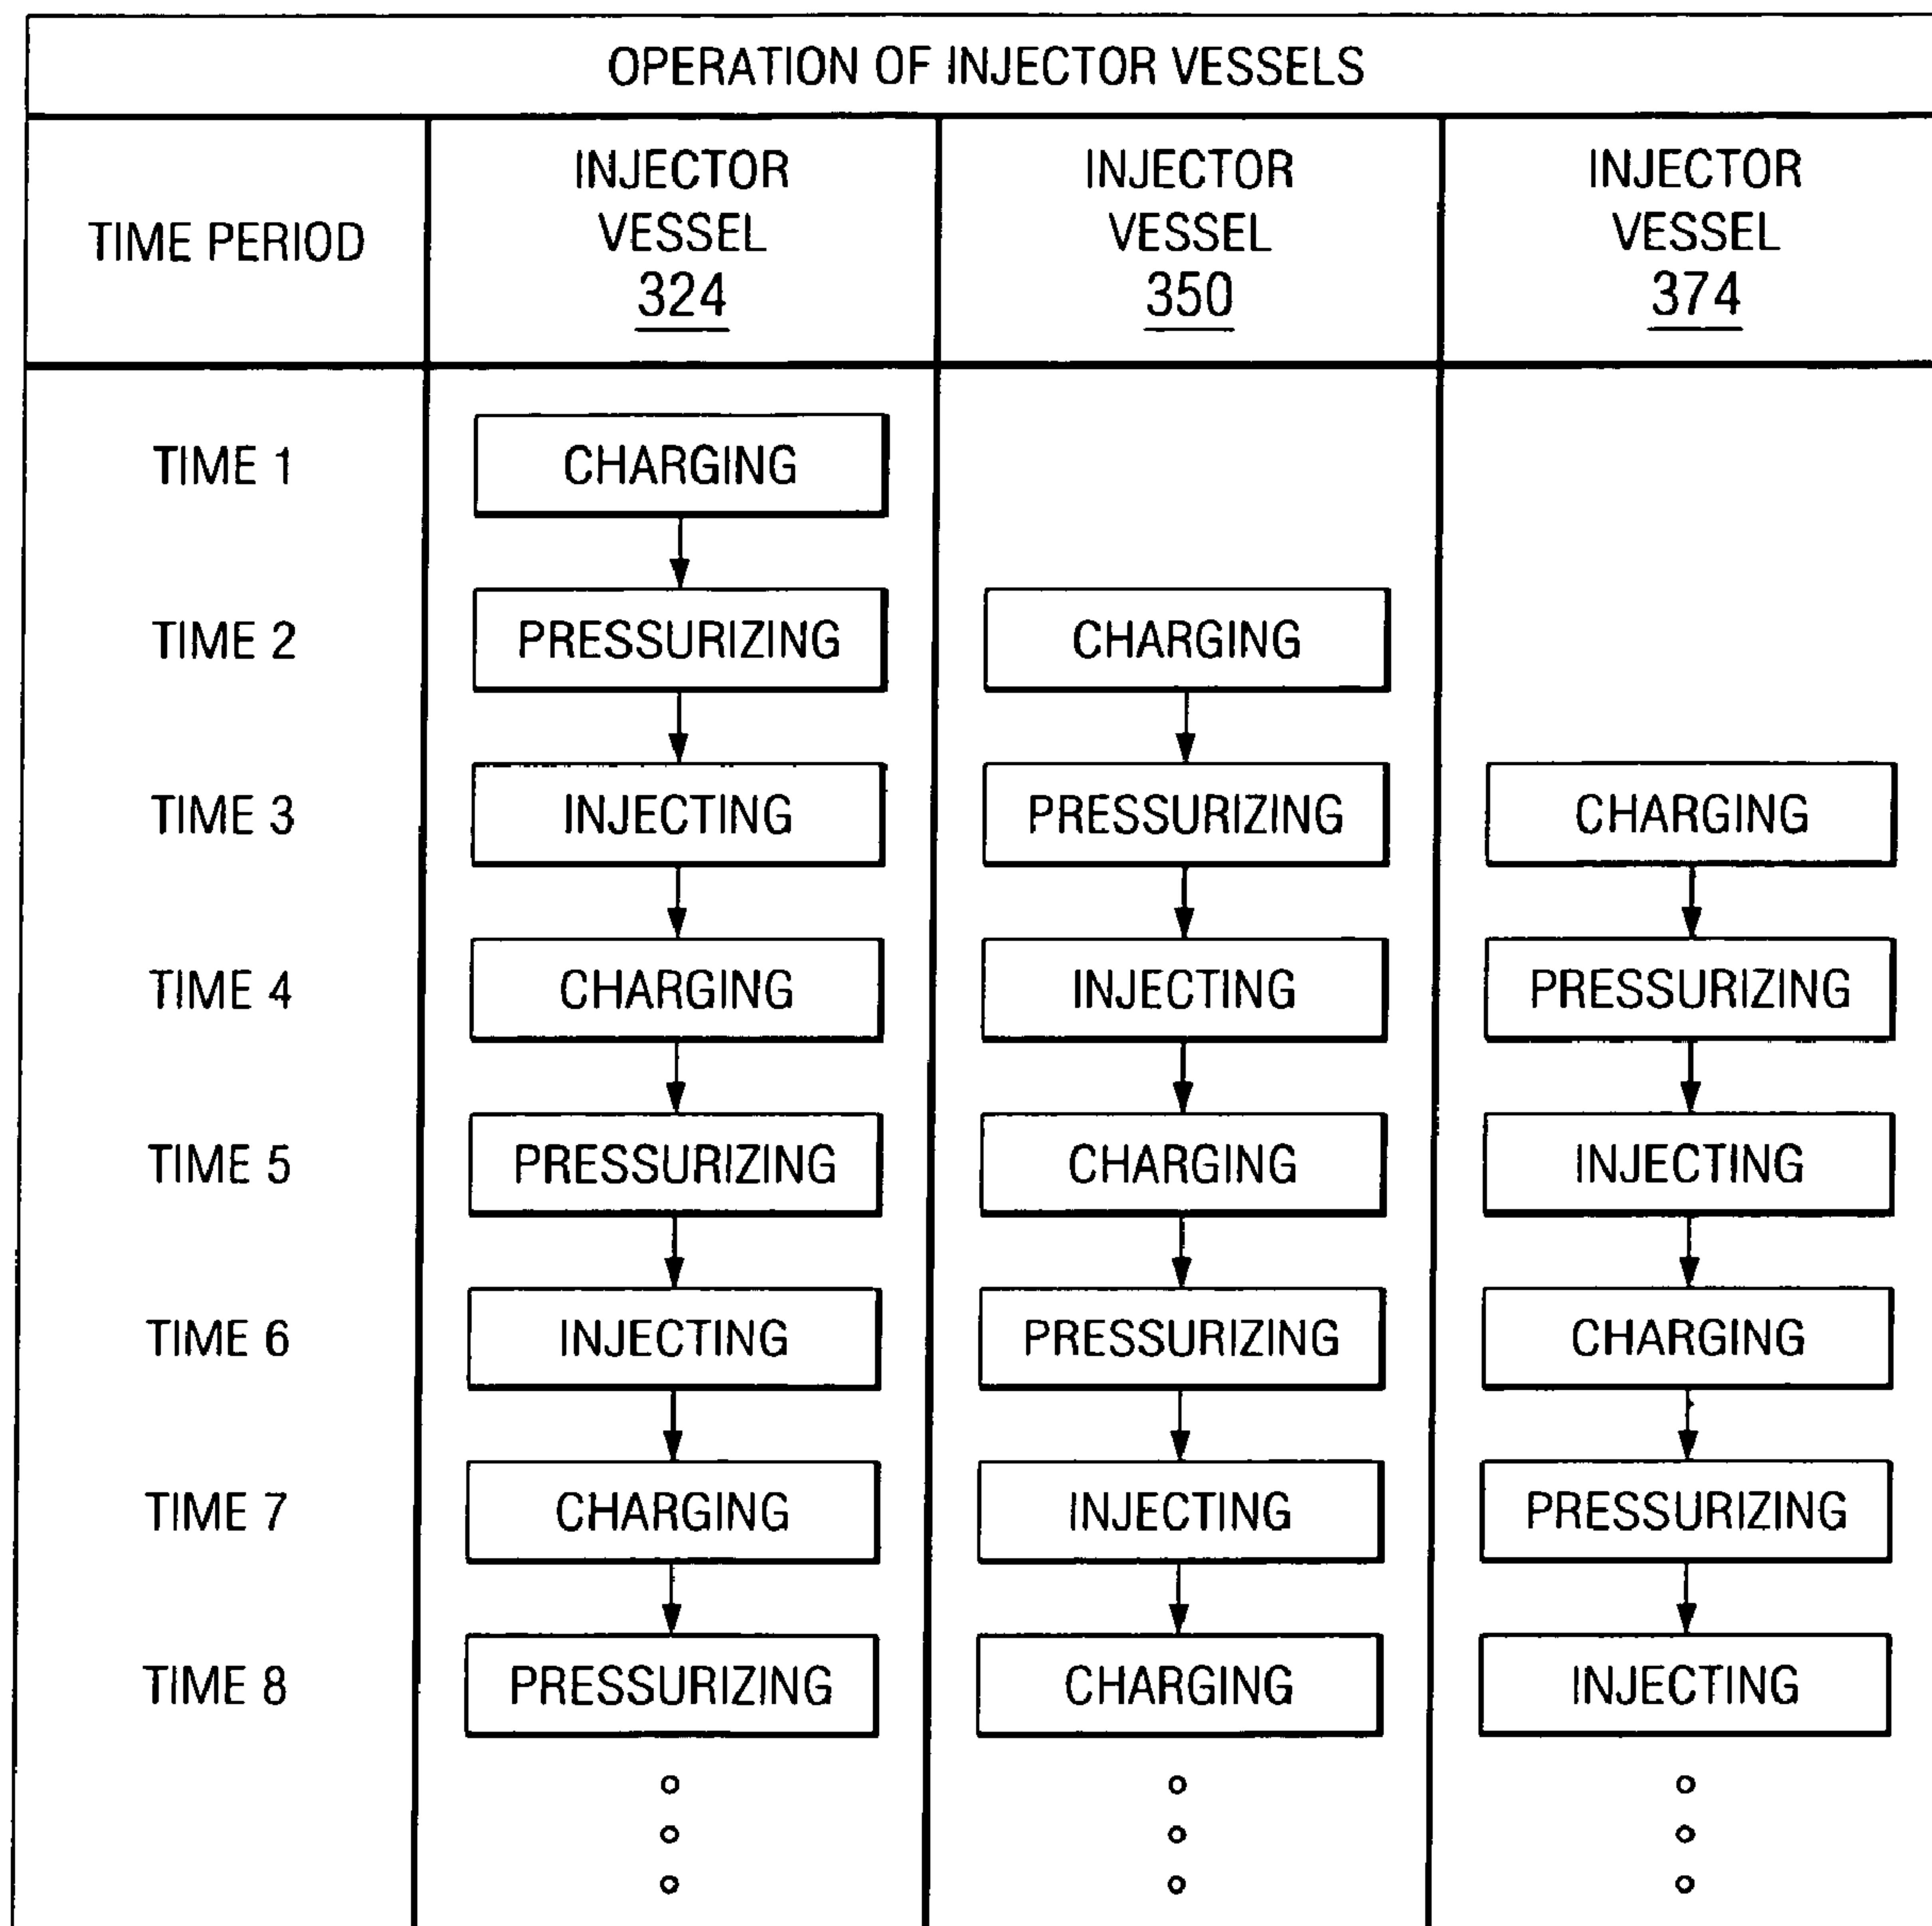 OPERATION OF INJECTOR VESSELS
TIME PERIOD
INJECTOR
VESSEL
324
INJECTOR
VESSEL
350
INJECTOR
VESSEL
374
TIME 1
CHARGING
TIME 2
PRESSURIZING
CHARGING
TIME 3
INJECTING
PRESSURIZING
CHARGING
TIME 4
CHARGING
INJECTING
PRESSURIZING
TIME 5
PRESSURIZING
CHARGING
INJECTING
TIME 6
INJECTING
PRESSURIZING
CHARGING
TIME 7
CHARGING
INJECTING
PRESSURIZING
TIME 8
PRESSURIZING
CHARGING
INJECTING